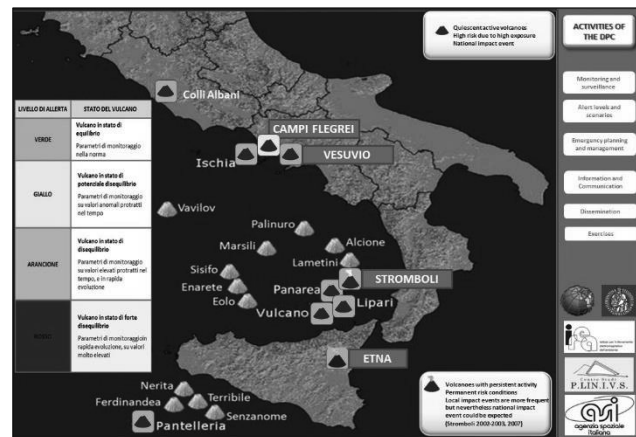 Quiescent active volcanoes
High risk due to high exposure
National impact event
ACTIVITIES OF
THE DPC
Monitoring and
surveillance
Alert levels and
scenarios
Emergency planning
and management
Information and
Communication
Dissemination
Exercises
LIVELLO DI ALLERTA
STATO DEL VULCANO
VERDE
Vulcano in stato di
equilibrio
Parametri di monitoraggio
nella norma
GIALLO
Vulcano in stato di
potenziale disequilibrio
Parametri di monitoraggio
su valori anomali protratti
nel tempo
ARANCIONE
Vulcano in stato di
disequilibrio
Parametri di monitoraggio
su valori elevati protratti nel
tempo, e in rapida
evoluzione
ROSSO
Vulcano in stato di forte
disequilibrio
Parametri di monitoraggio in
rapida evoluzione, su valori
molto elevati
Colli Albani
CAMPI FLEGREI
Ischia
VESUVIO
Vavilov
Palinuro
Marsili
Alcione
Lametini
Sisifo
STROMBOLI
Enarete
Panarea
Eolo
Lipari
Vulcano
ETNA
Nerita
Ferdinandea
Terribile
Senzanome
Pantelleria
Volcanoes with persistent activity
Permanent risk conditions
Local impact events are more frequent
but nevertheless national impact
event could be expected
(Stromboli 2002-2003, 2007)
P.LIN.I.V.S.
asi
agenzia spaziale
italiana